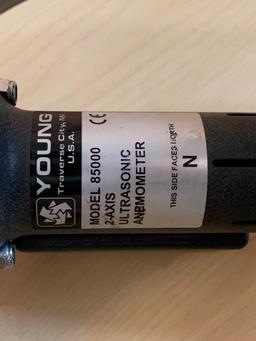 YOUNG
Traverse City, MI
U.S.A.
CE
MODEL 85000
2-AXIS
ULTRASONIC
ANEMOMETER
THIS SIDE FACES NORTH
N